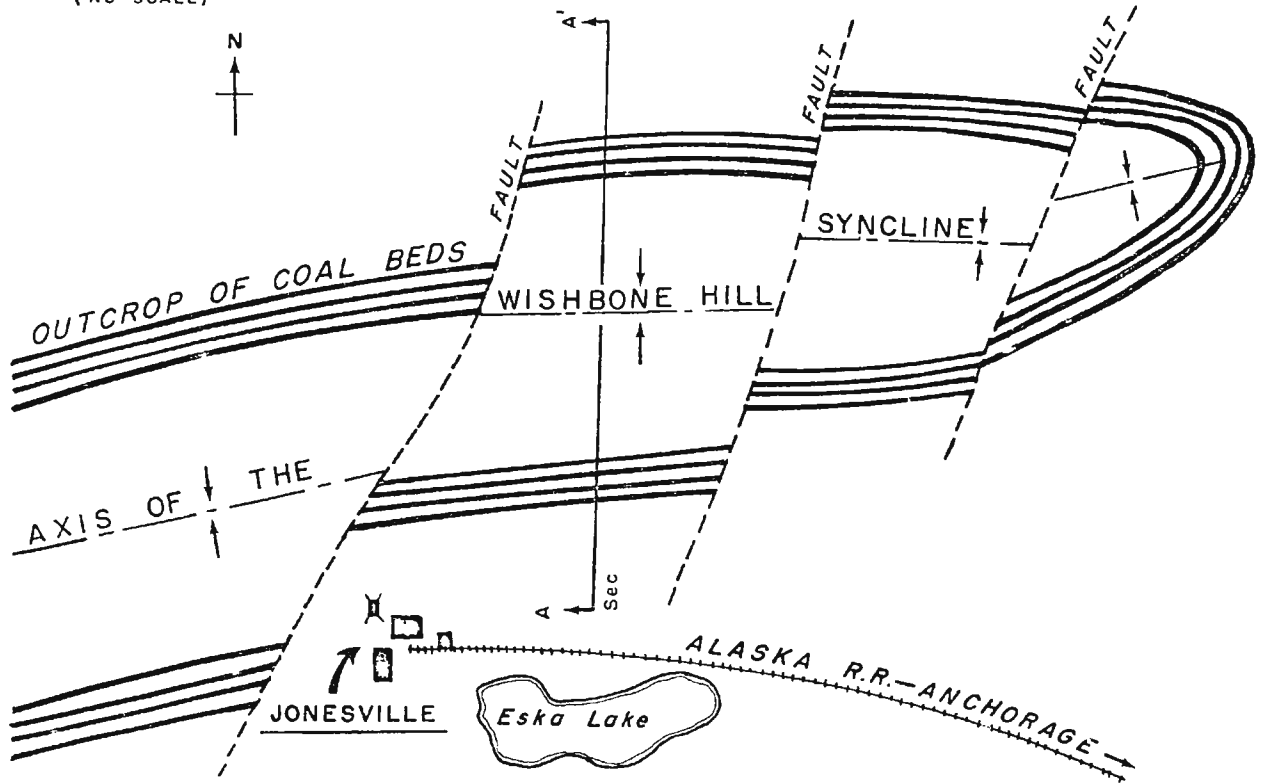 (NO SCALE)
N
A'
FAULT
FAULT
FAULT
OUTCROP OF COAL BEDS
SYNCLINE
WISHBONE HILL
AXIS OF THE
A
Sec
JONESVILLE
Eska Lake
ALASKA R.R.—ANCHORAGE